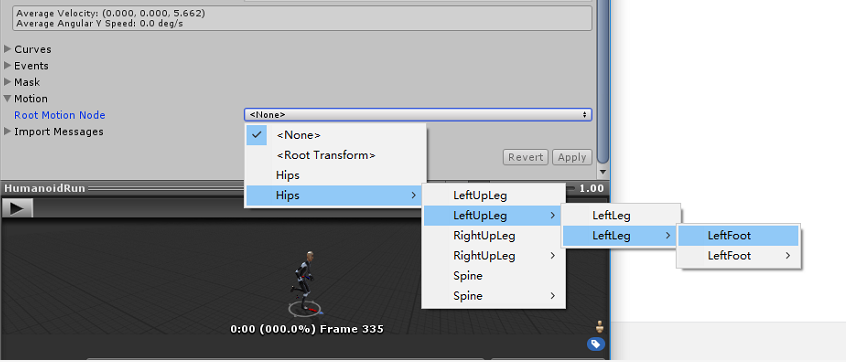 Average Velocity: (0.000, 0.000, 5.662)
Average Angular Y Speed: 0.0 deg/s
Curves
Events
Mask
Motion
Root Motion Node <None>
Import Messages
<None>
<Root Transform>
Hips
Hips
Revert Apply
HumanoidRun 1.00
LeftUpLeg
LeftUpLeg
RightUpLeg
RightUpLeg
Spine
Spine
LeftLeg
LeftLeg
LeftFoot
LeftFoot
0:00 (000.0%) Frame 335